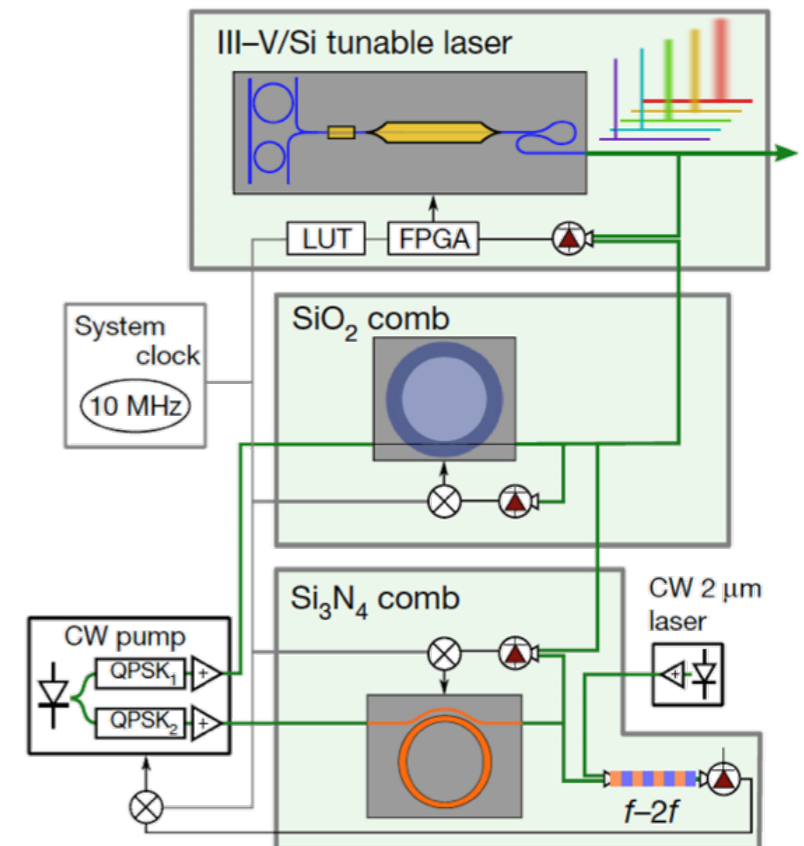 III–V/Si tunable laser
LUT
FPGA
System
clock
10 MHz
SiO₂ comb
Si₃N₄ comb
CW 2 μm
laser
CW pump
QPSK₁
+
QPSK₂
+
+
f–2f